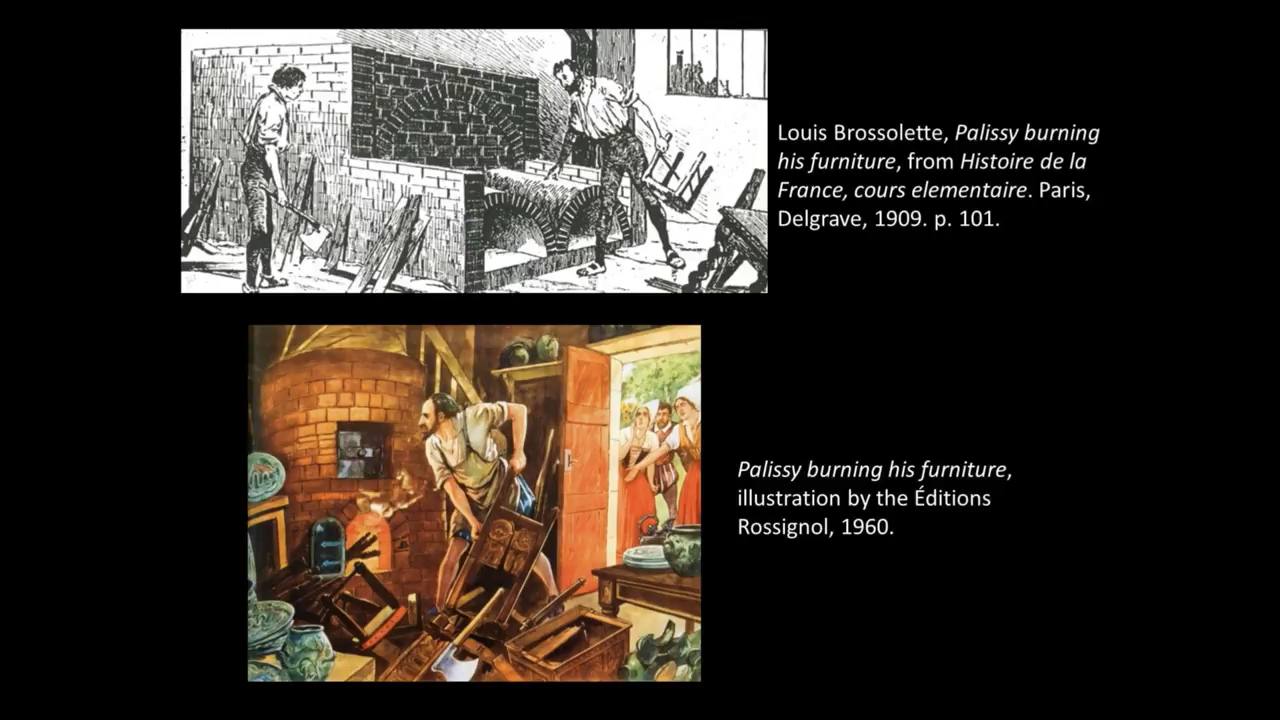 Louis Brossolette, Palissy burning
his furniture, from Histoire de la
France, cours elementaire. Paris,
Delgrave, 1909. p. 101.
Palissy burning his furniture,
illustration by the Éditions
Rossignol, 1960.